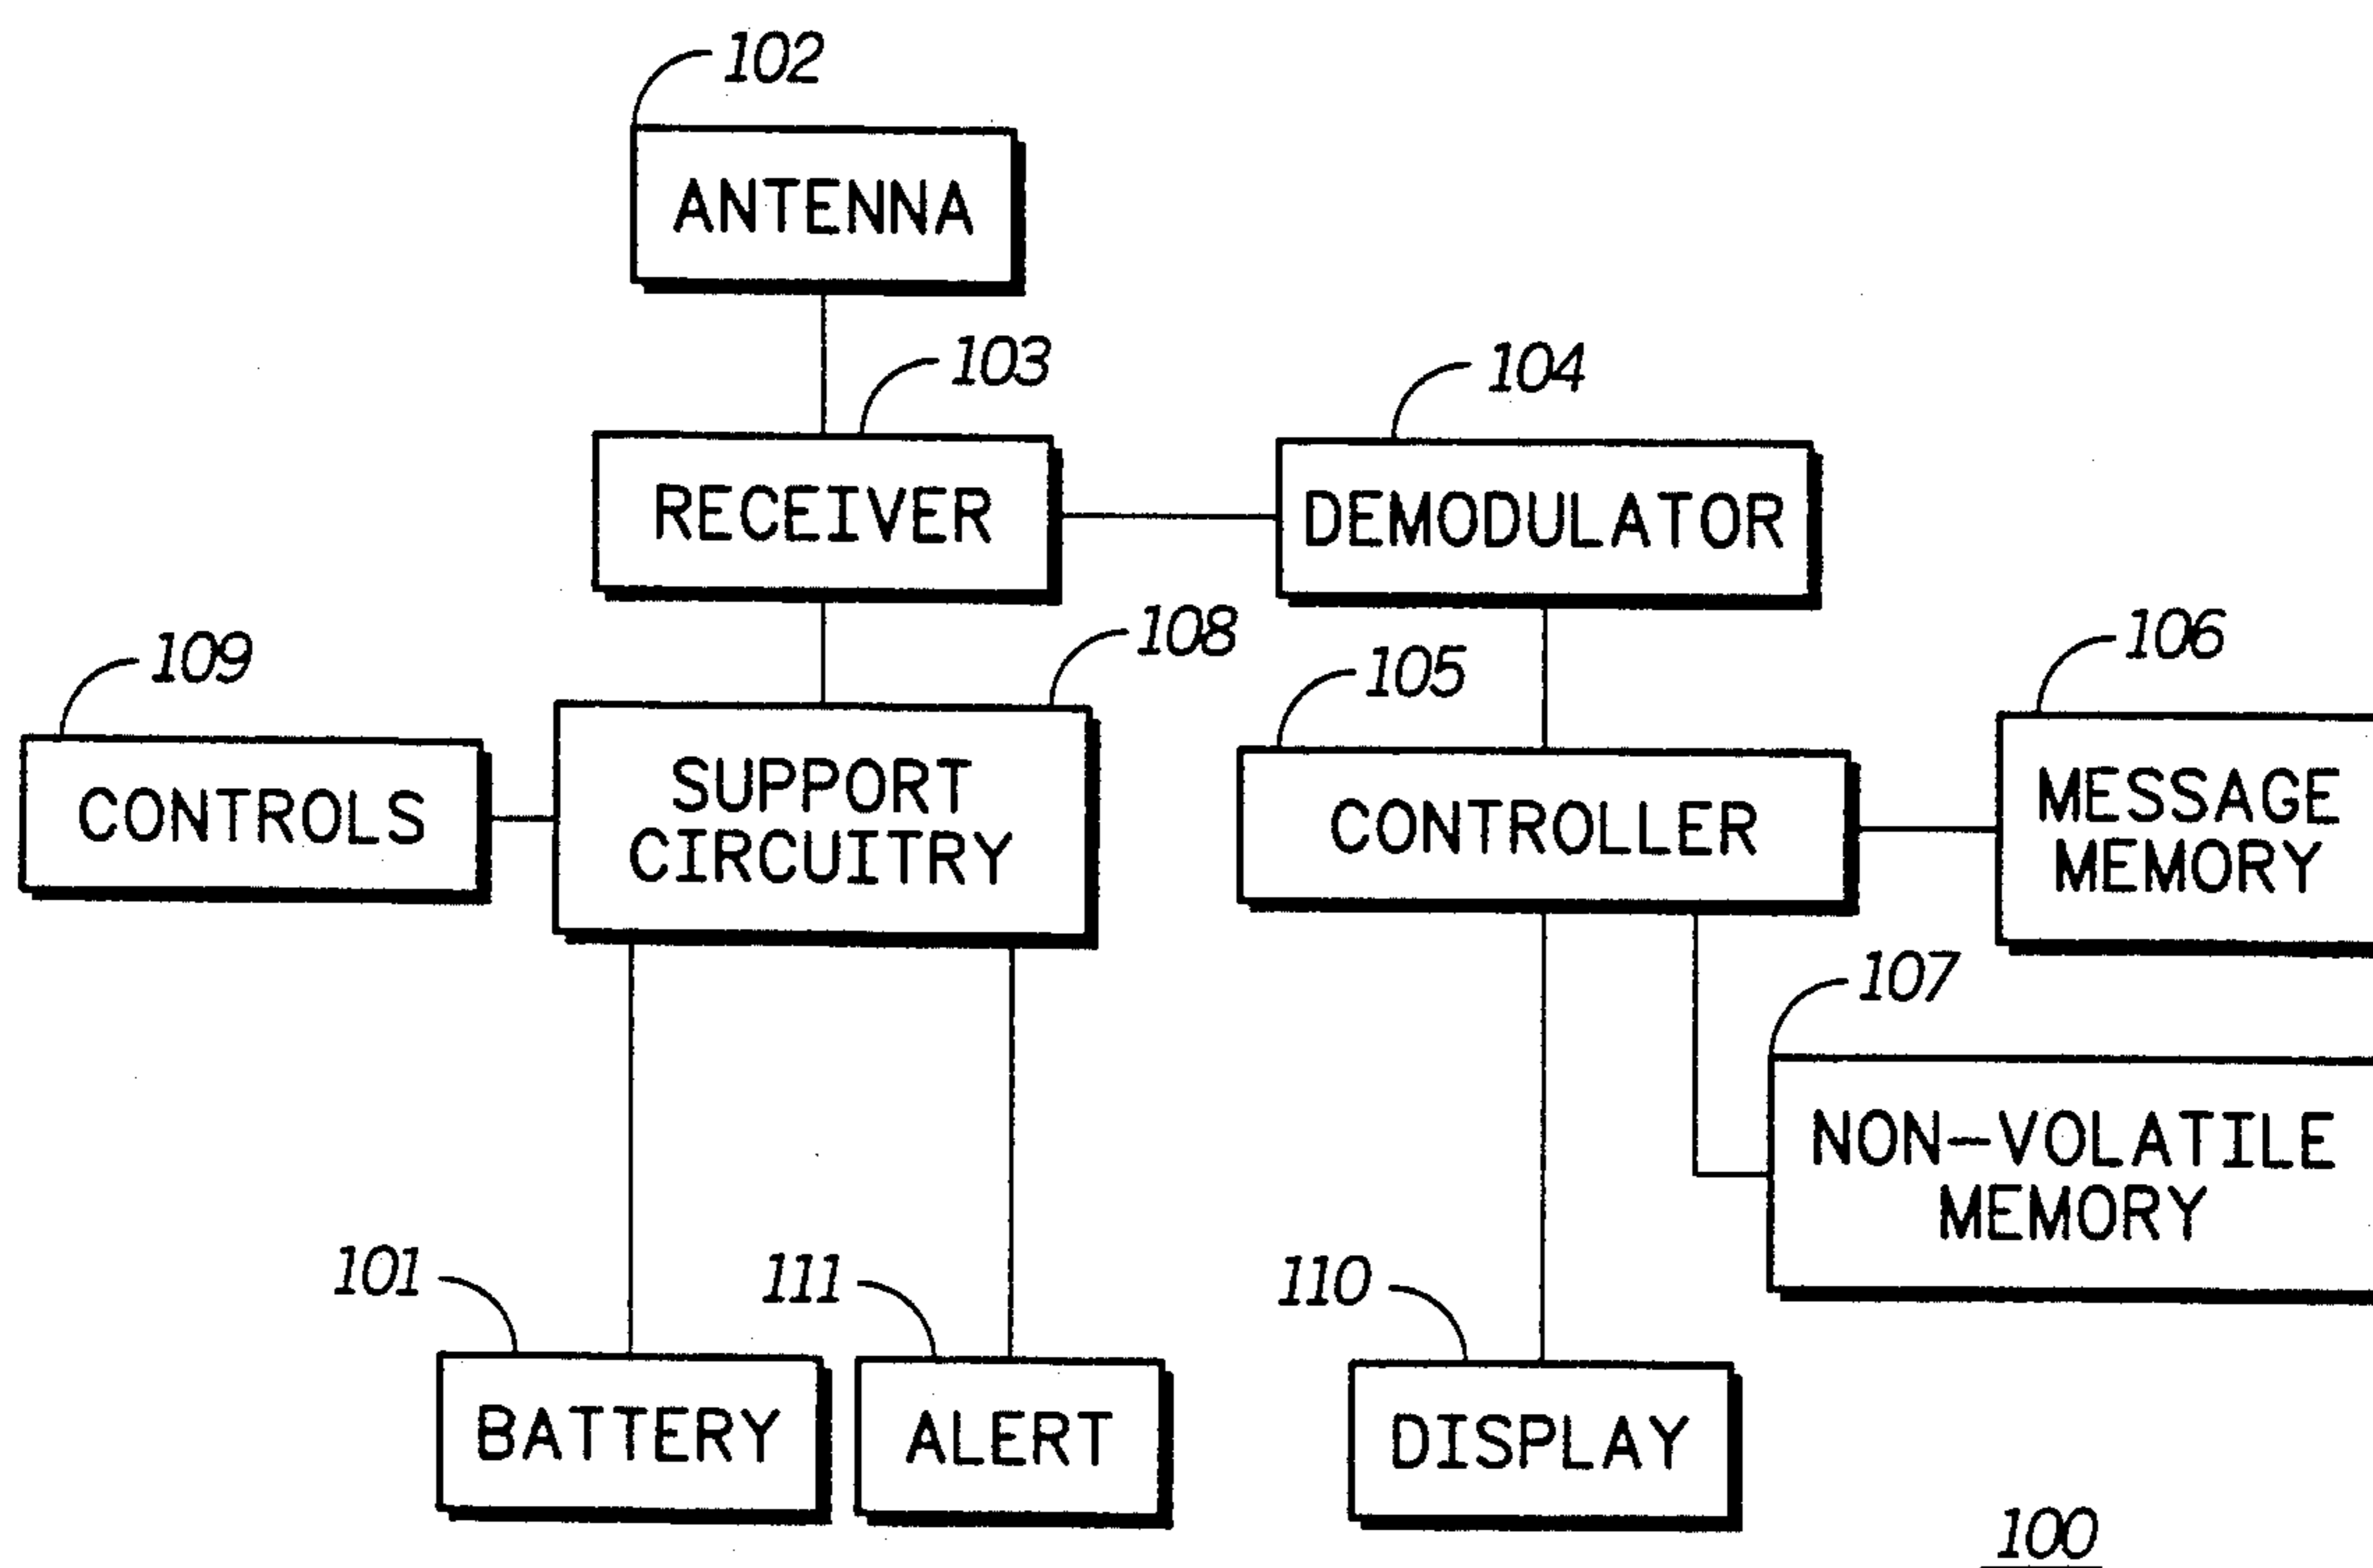 102
ANTENNA
103
RECEIVER
104
DEMODULATOR
109
CONTROLS
108
SUPPORT
CIRCUITRY
105
CONTROLLER
106
MESSAGE
MEMORY
107
NON-VOLATILE
MEMORY
101
BATTERY
111
ALERT
110
DISPLAY
100